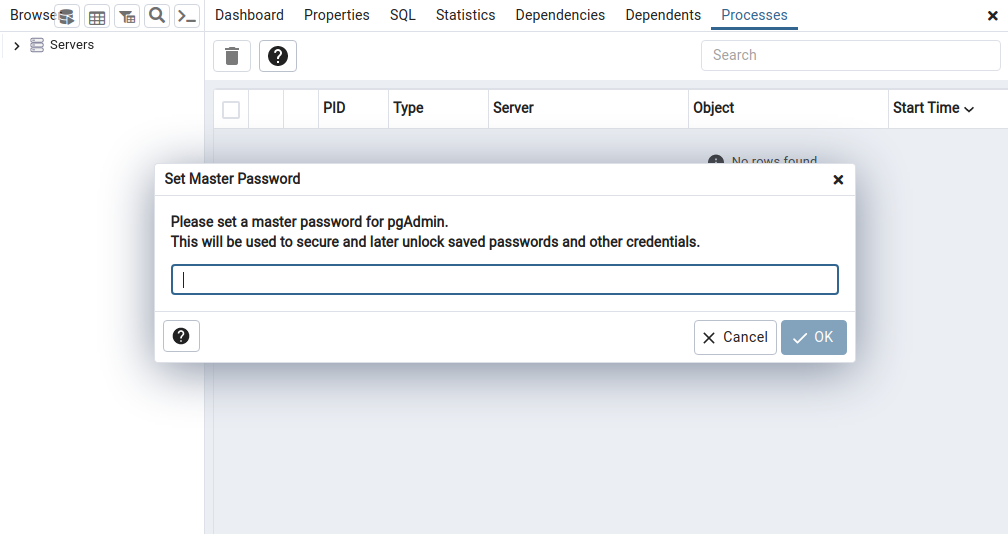 Browse
Dashboard Properties SQL Statistics Dependencies Dependents Processes
Servers
Search
PID Type Server Object Start Time
No rows found
Set Master Password
Please set a master password for pgAdmin.
This will be used to secure and later unlock saved passwords and other credentials.
Cancel OK